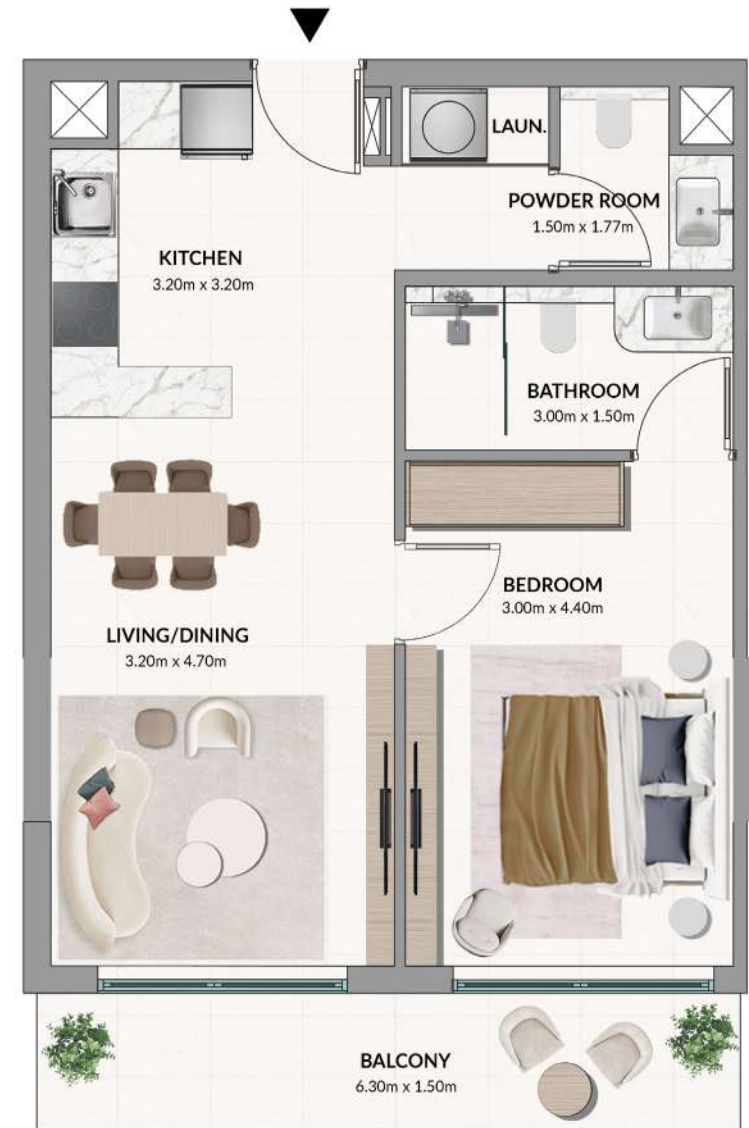 LAUN.
POWDER ROOM
1.50m x 1.77m
KITCHEN
3.20m x 3.20m
BATHROOM
3.00m x 1.50m
BEDROOM
3.00m x 4.40m
LIVING/DINING
3.20m x 4.70m
BALCONY
6.30m x 1.50m